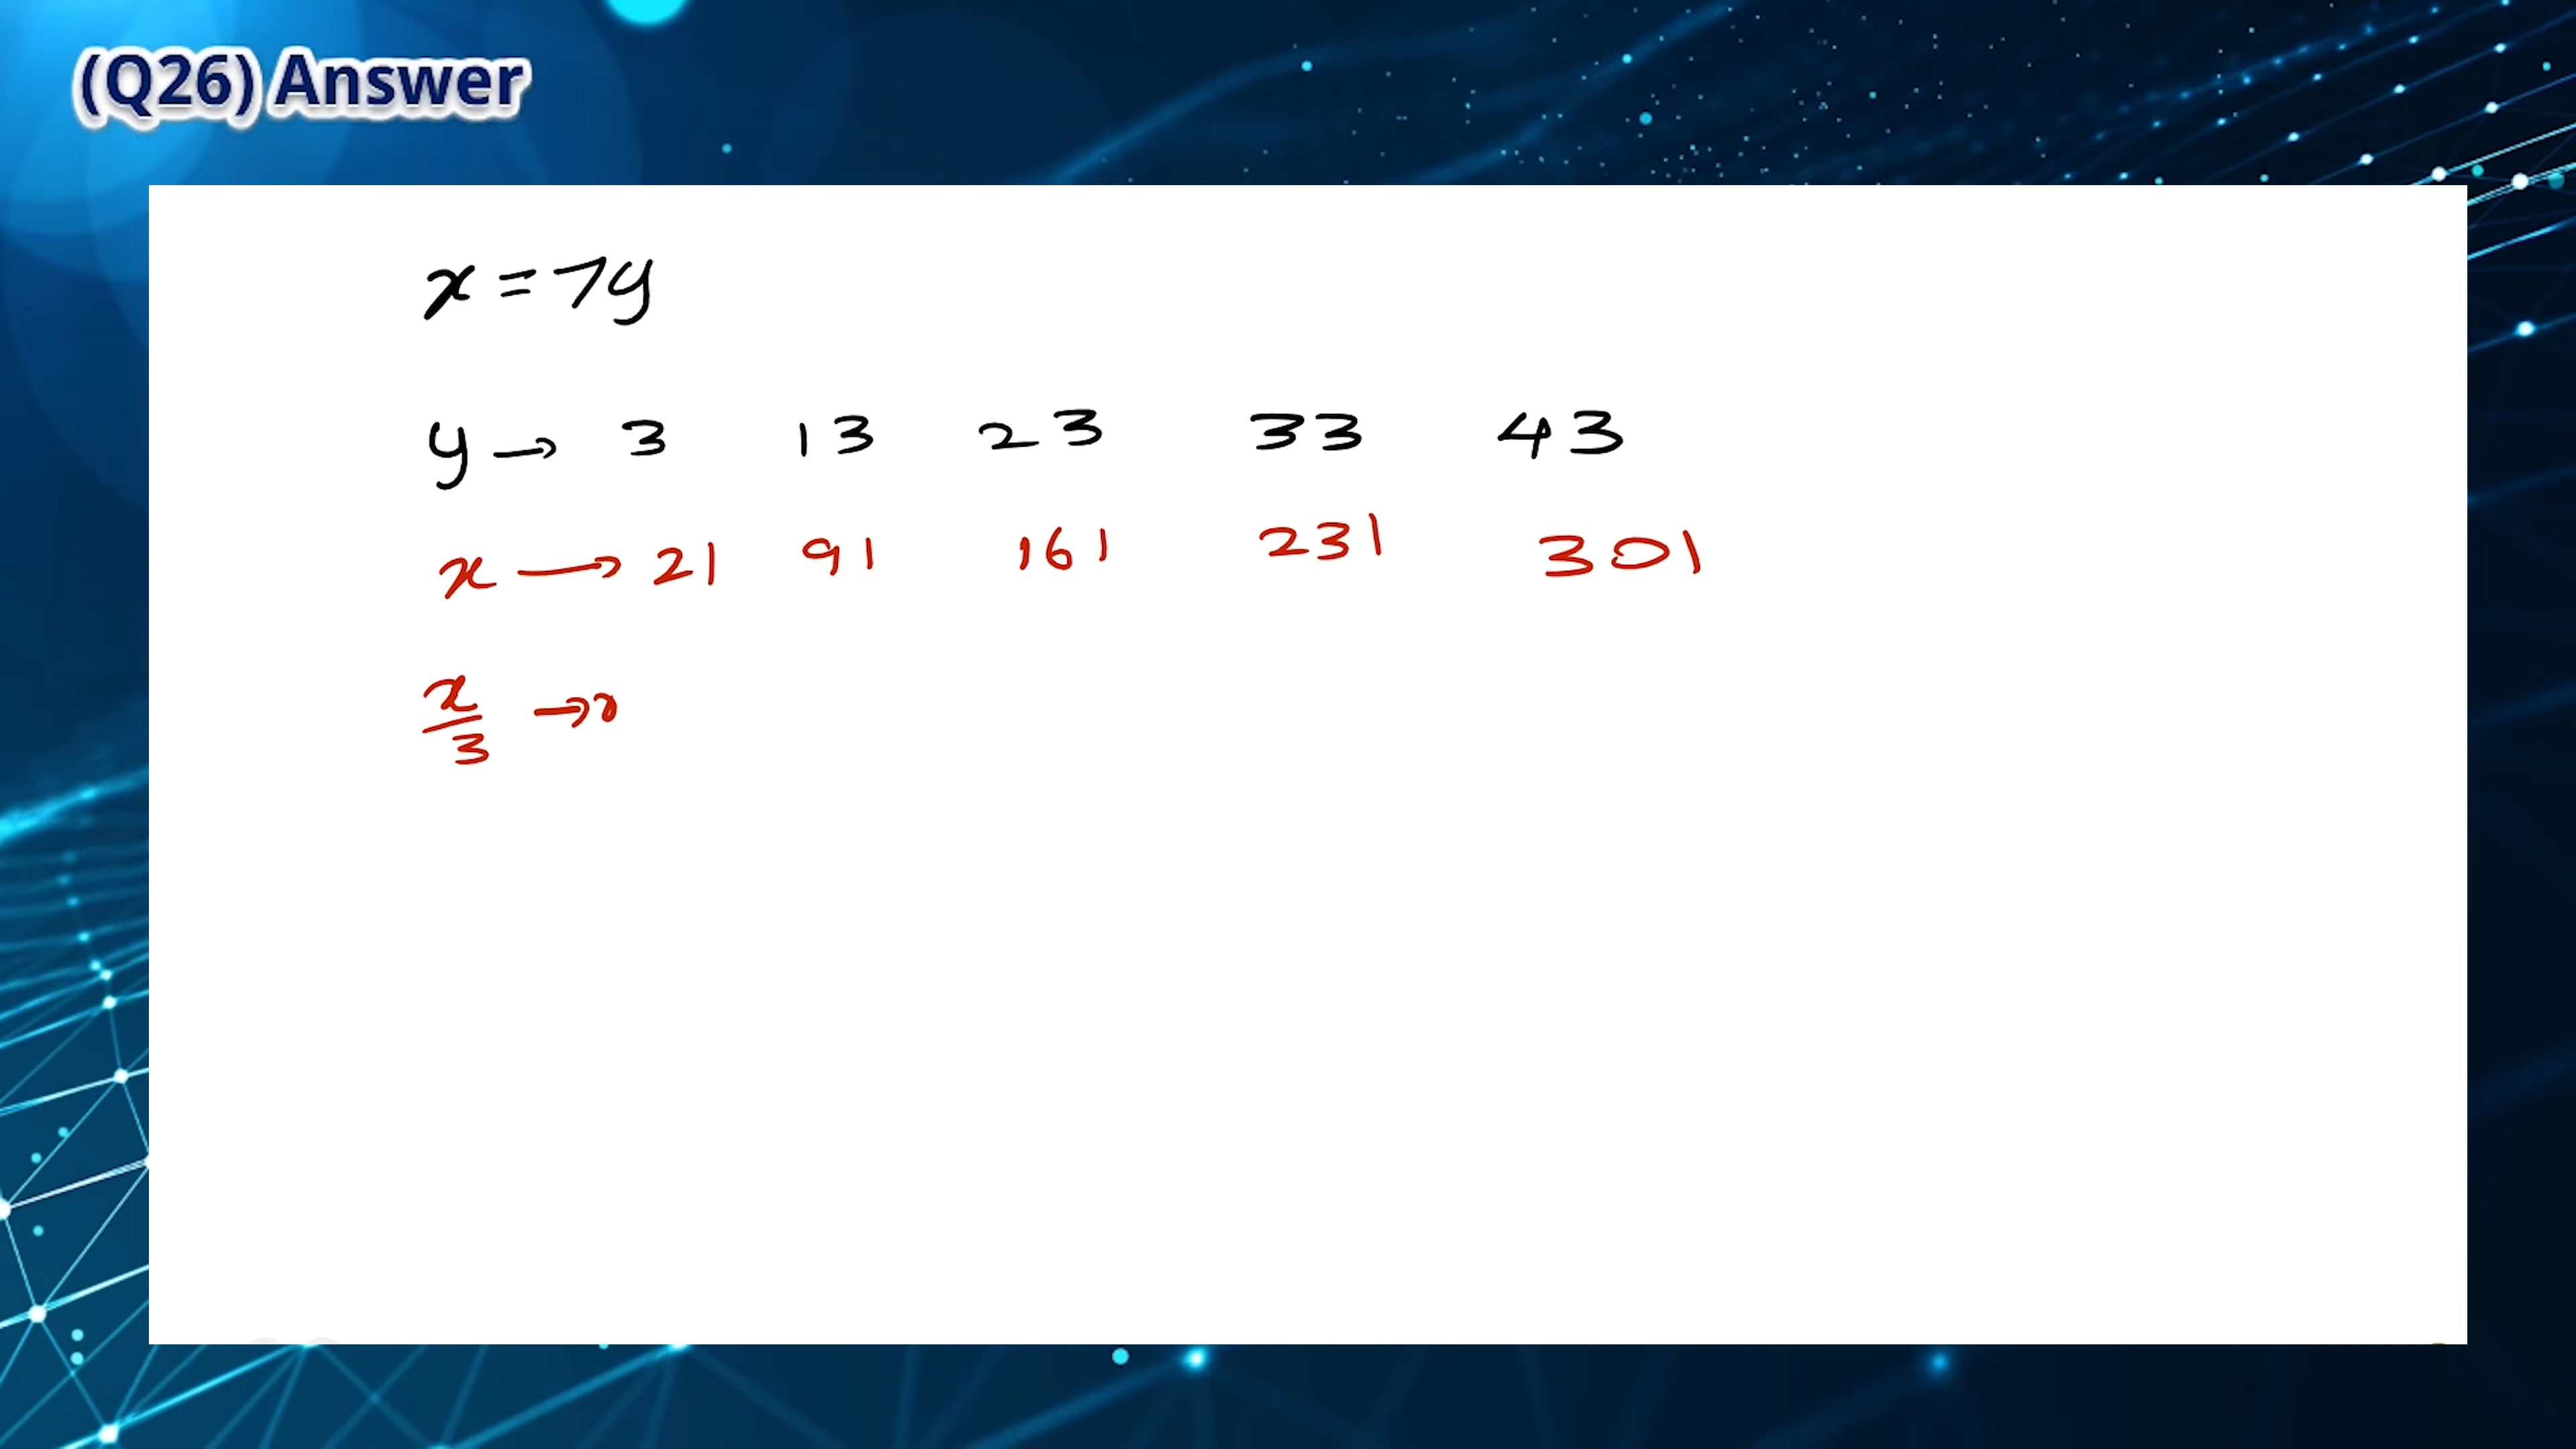 (Q26) Answer
x = 7y
y → 3 13 23 33 43
x → 21 91 161 231 301
x/3 → r